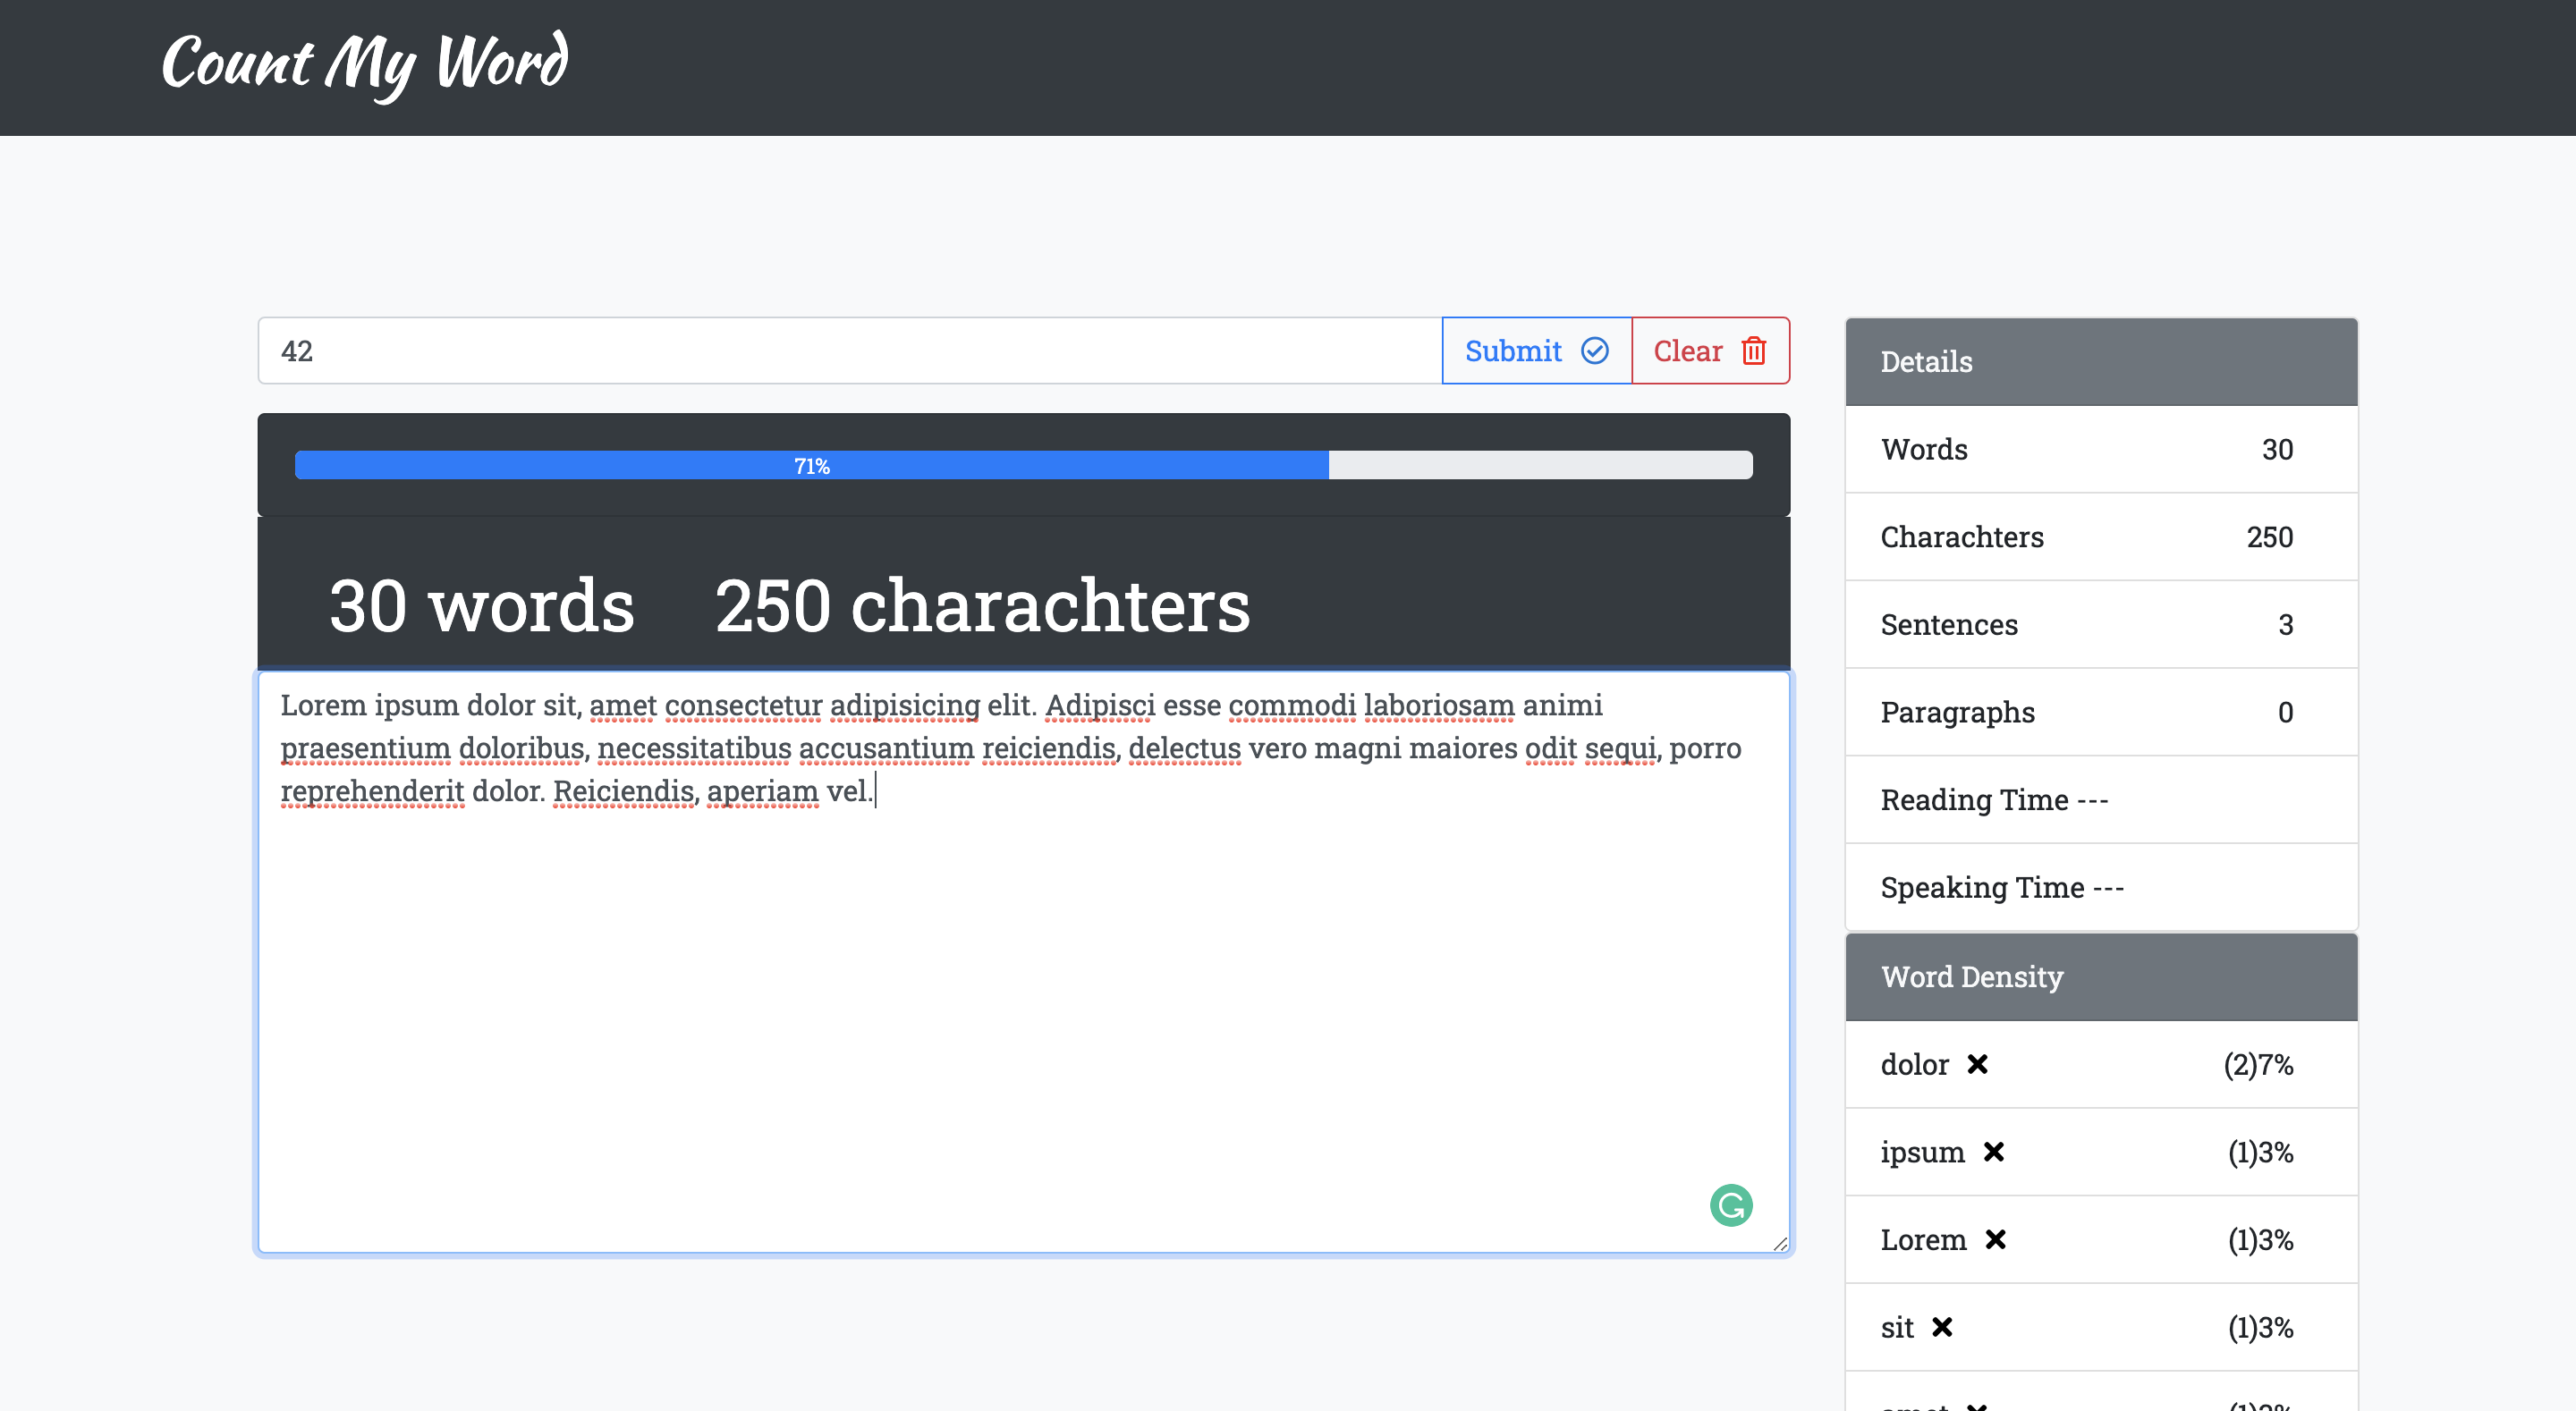 Count My Word
42
Submit
Clear
71%
30 words 250 charachters
Lorem ipsum dolor sit, amet consectetur adipisicing elit. Adipisci esse commodi laboriosam animi
praesentium doloribus, necessitatibus accusantium reiciendis, delectus vero magni maiores odit sequi, porro
reprehenderit dolor. Reiciendis, aperiam vel.
Details
Words 30
Charachters 250
Sentences 3
Paragraphs 0
Reading Time ---
Speaking Time ---
Word Density
dolor (2)7%
ipsum (1)3%
Lorem (1)3%
sit (1)3%